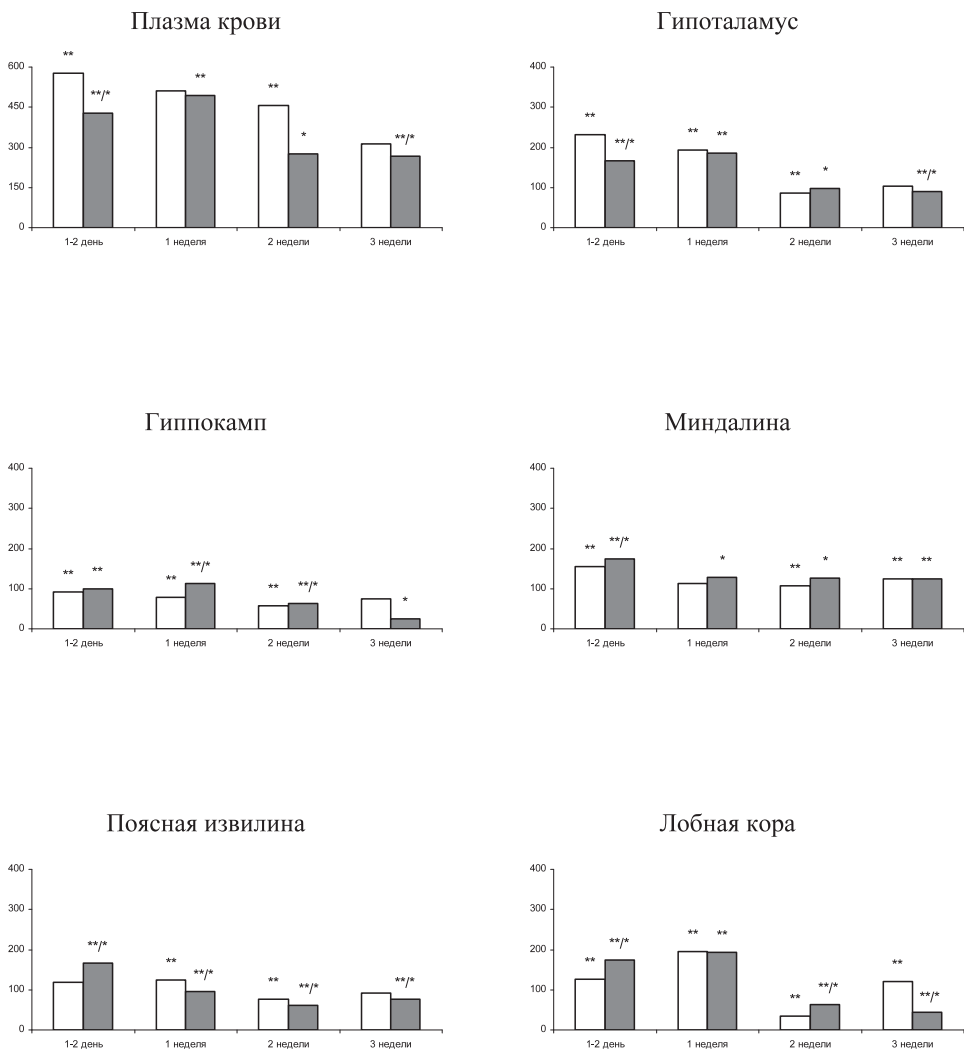 Плазма крови
600
450
300
150
0
**
**/*
**
**
*
**/*
1-2 день
1 неделя
2 недели
3 недели
Гипоталамус
400
300
200
100
0
**
**/*
**
**
**
*
**/*
1-2 день
1 неделя
2 недели
3 недели
Гиппокамп
400
300
200
100
0
**
**
**
**/*
**
**/*
*
1-2 день
1 неделя
2 недели
3 недели
Миндалина
400
300
200
100
0
**
**/*
*
**
*
**
**
1-2 день
1 неделя
2 недели
3 недели
Поясная извилина
400
300
200
100
0
**/*
**
**/*
**
**/*
**/*
1-2 день
1 неделя
2 недели
3 недели
Лобная кора
400
300
200
100
0
**
**/*
**
**
**
**/*
**
**/*
1-2 день
1 неделя
2 недели
3 недели